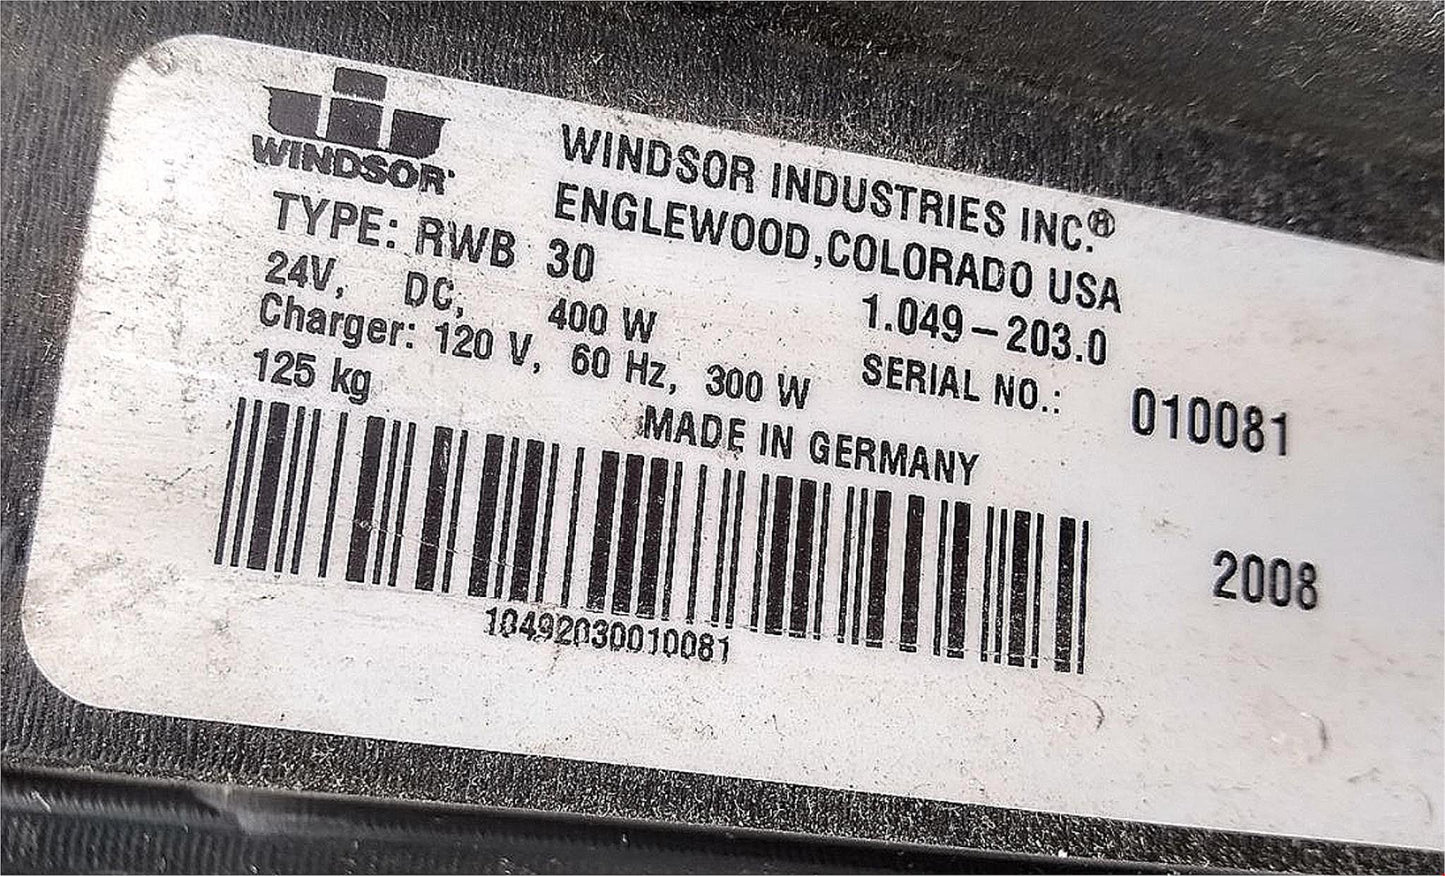 WINDSOR
WINDSOR INDUSTRIES INC.®
ENGLEWOOD,COLORADO USA
TYPE: RWB 30
1.049-203.0
24V, DC, 400 W
SERIAL NO.: 010081
Charger: 120 V, 60 Hz, 300 W
125 kg
MADE IN GERMANY
2008
10492030010081